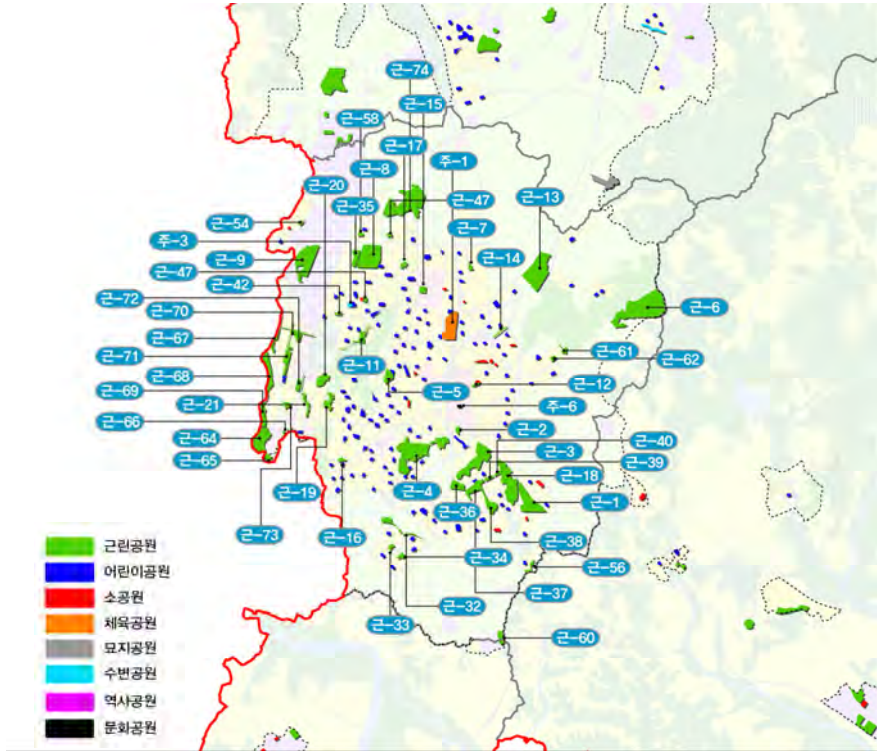 근-74
근-15
근-58
근-17
주-1
근-8
근-20
근-47
근-13
근-35
근-54
근-7
주-3
근-9
근-14
근-47
근-42
근-72
근-6
근-70
근-67
근-61
근-71
근-62
근-11
근-68
근-12
근-69
근-5
근-21
주-6
근-66
근-2
근-40
근-64
근-3
근-39
근-65
근-18
근-19
근-4
근-1
근-36
근-73
근-16
근-38
근-34
근-56
근-37
근-32
근-33
근-60
근린공원
어린이공원
소공원
체육공원
묘지공원
수변공원
역사공원
문화공원